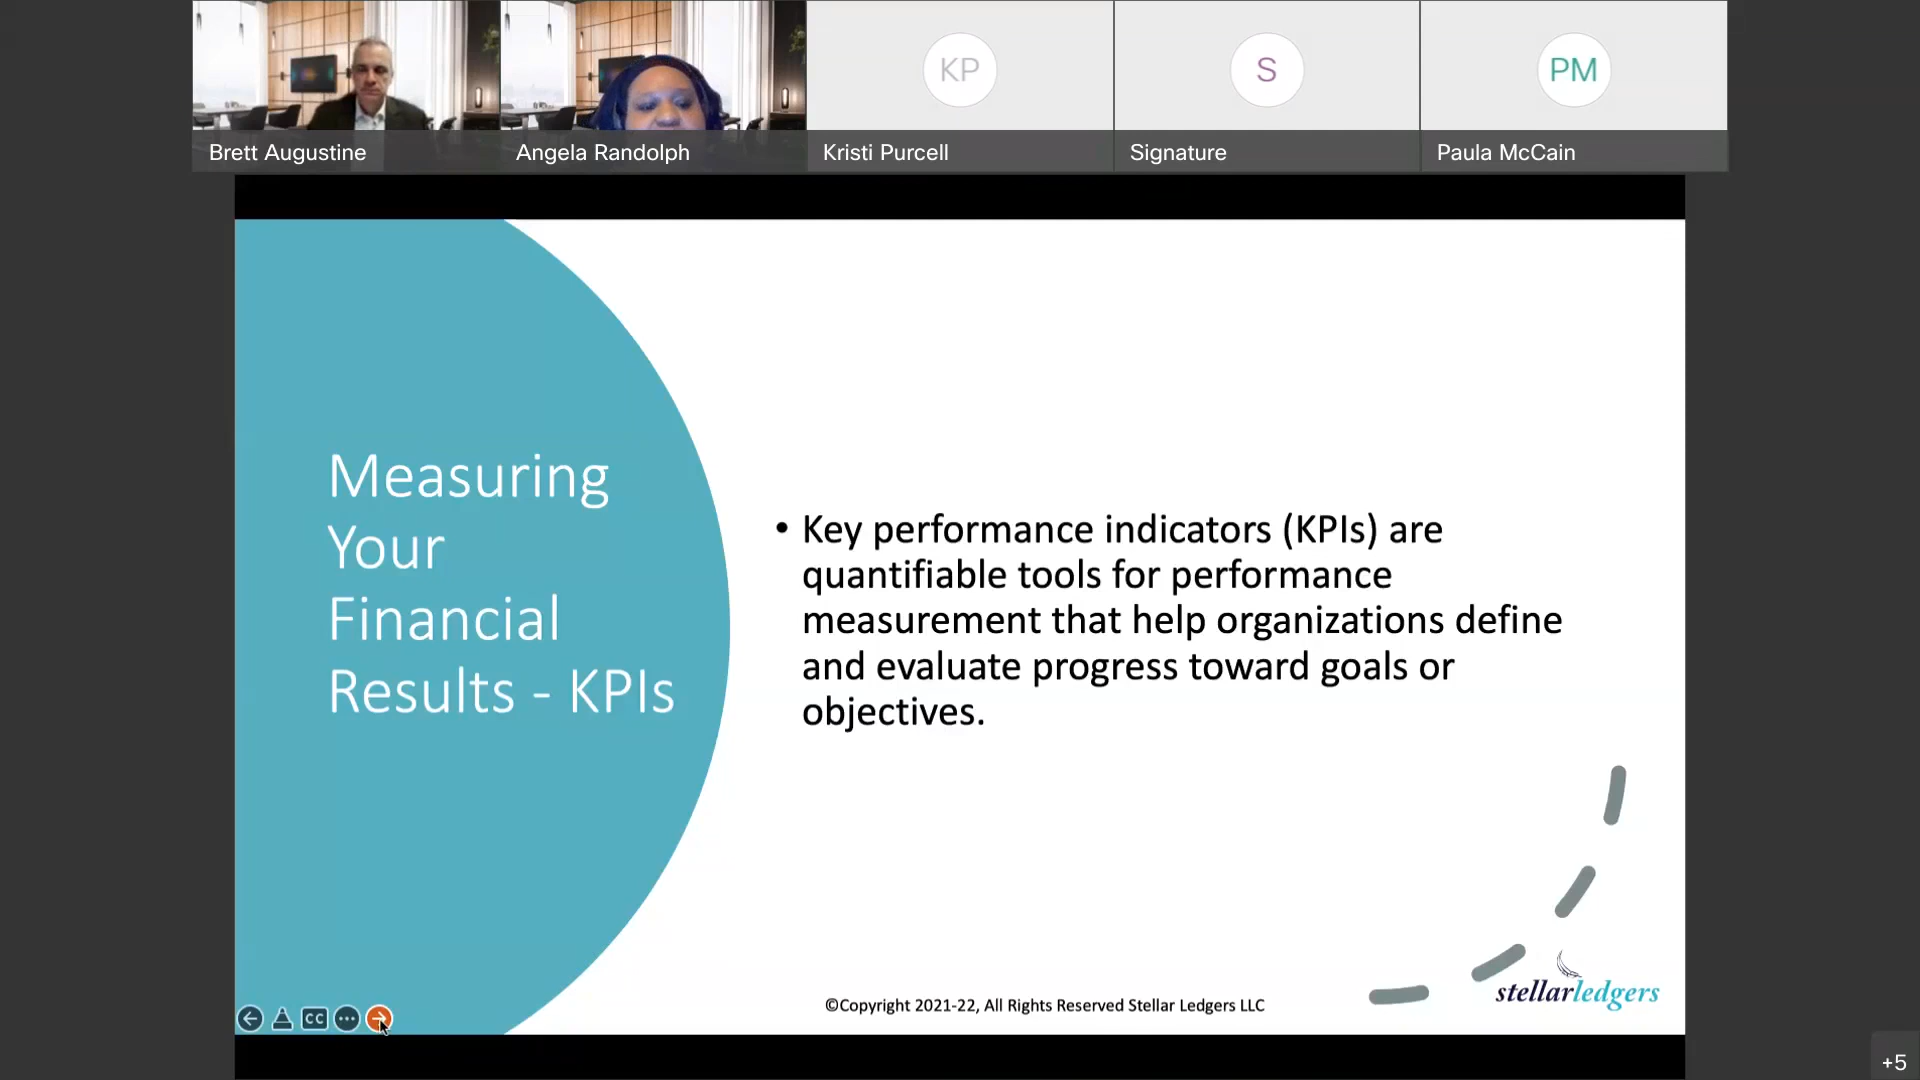 KP
S
PM
Brett Augustine
Angela Randolph
Kristi Purcell
Signature
Paula McCain
Measuring
Your
Financial
Results - KPIs
• Key performance indicators (KPIs) are
quantifiable tools for performance
measurement that help organizations define
and evaluate progress toward goals or
objectives.
stellarledgers
©Copyright 2021-22, All Rights Reserved Stellar Ledgers LLC
CC
+5